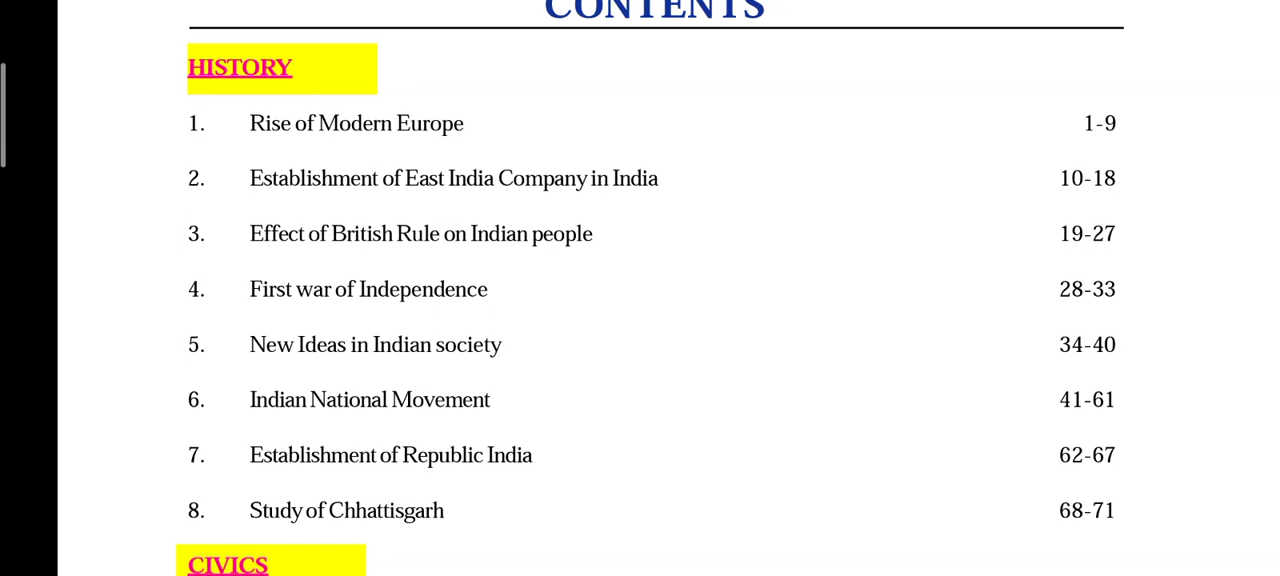 CONTENTS
HISTORY
1. Rise of Modern Europe 1-9
2. Establishment of East India Company in India 10-18
3. Effect of British Rule on Indian people 19-27
4. First war of Independence 28-33
5. New Ideas in Indian society 34-40
6. Indian National Movement 41-61
7. Establishment of Republic India 62-67
8. Study of Chhattisgarh 68-71
CIVICS